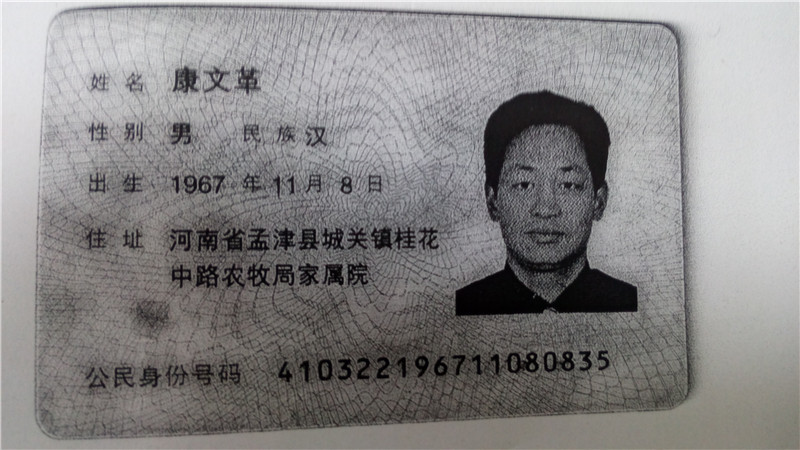 姓名 康文革
性别 男 民族 汉
出生 1967 年 11 月 8 日
住址 河南省孟津县城关镇桂花
中路农牧局家属院
公民身份号码 410322196711080835